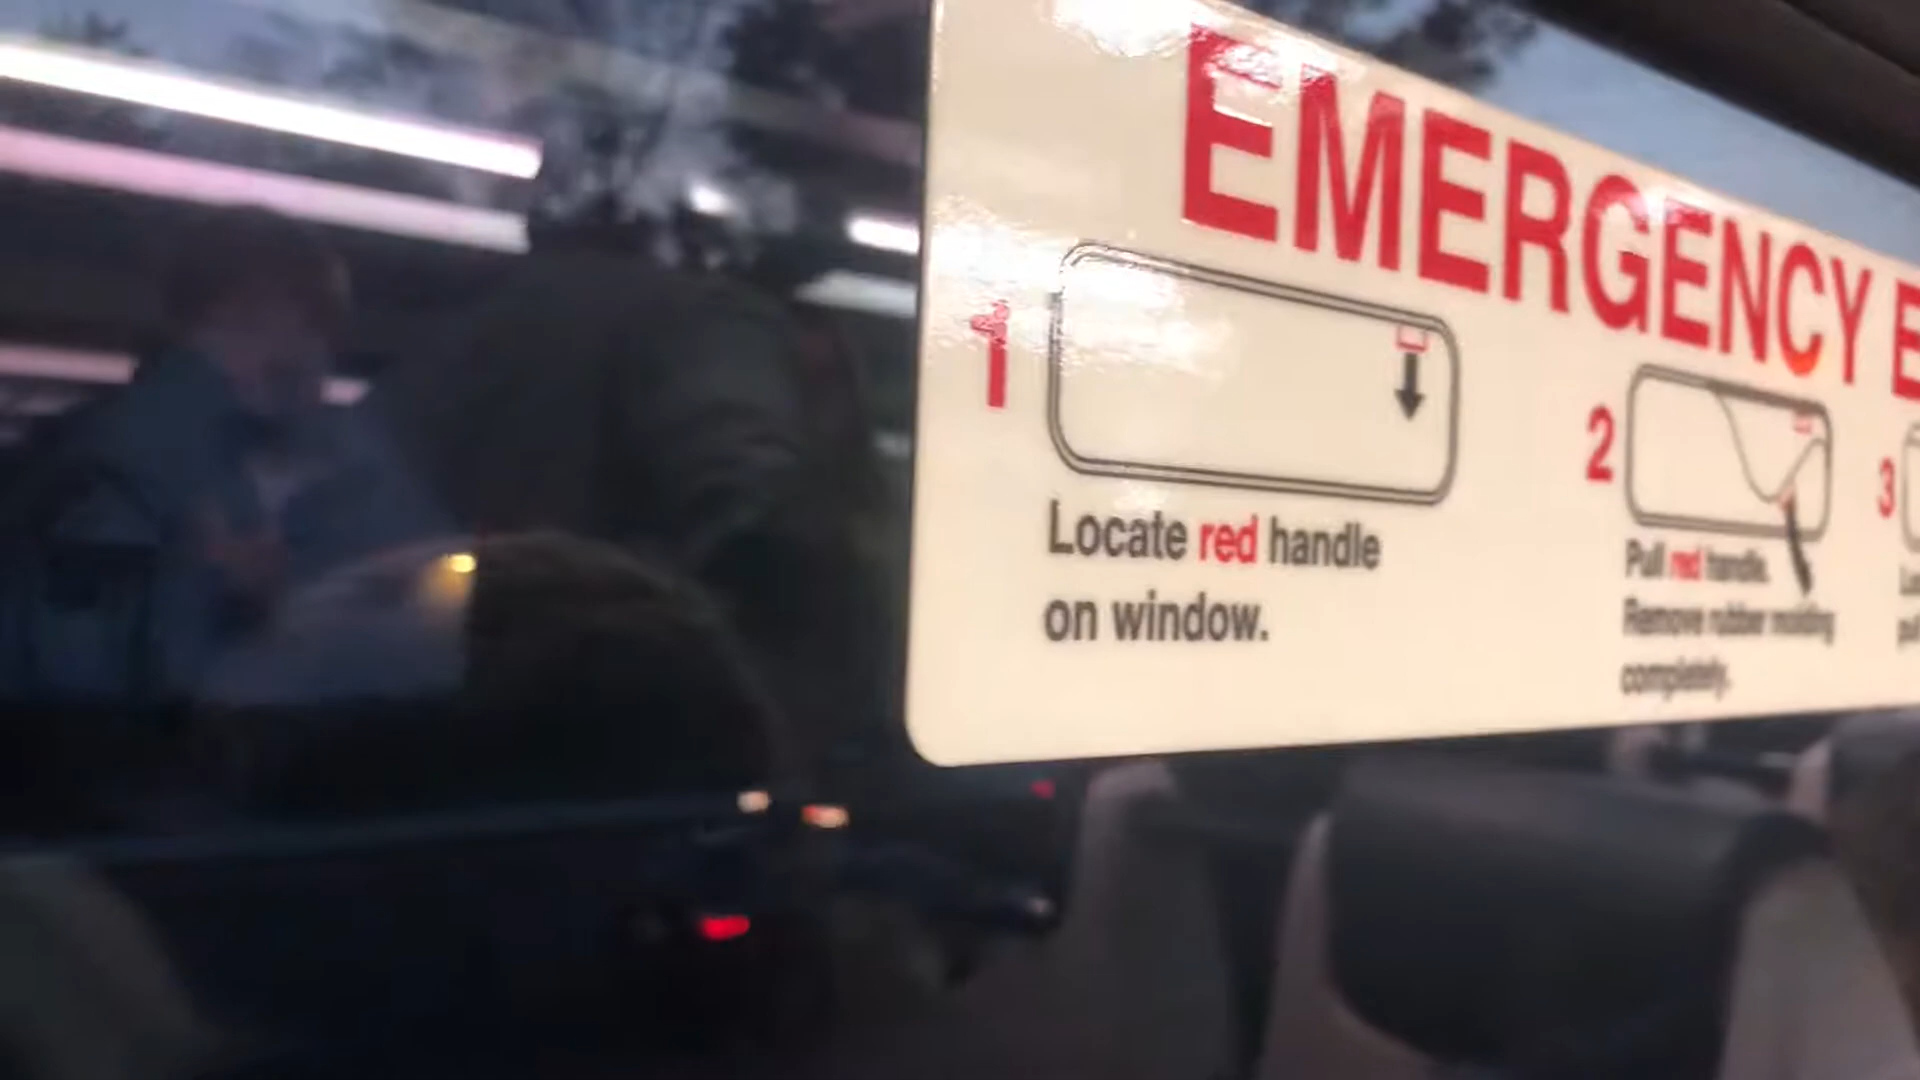 EMERGENCY E
1
Locate red handle
on window.
2
Pull red handle.
Remove rubber molding
completely.
3